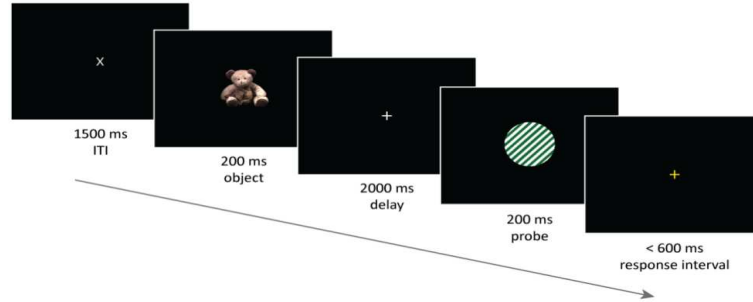 X
1500 ms
ITI
200 ms
object
+
2000 ms
delay
200 ms
probe
+
< 600 ms
response interval